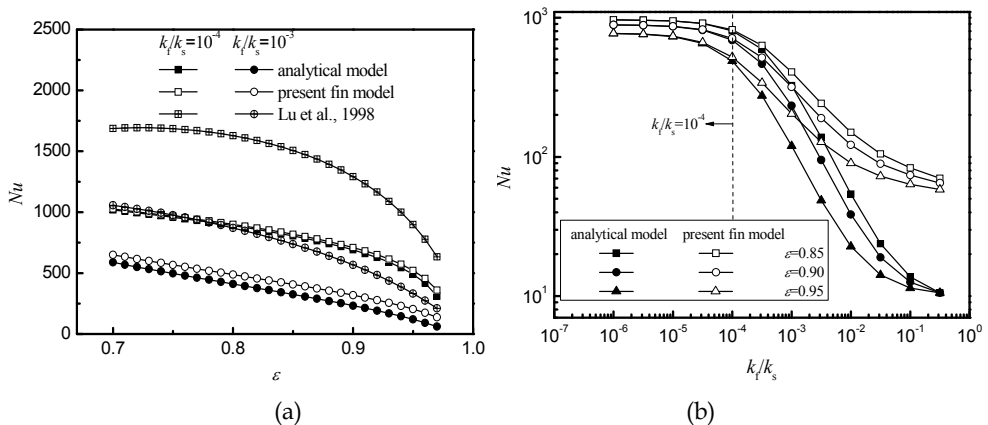 k_f/k_s=10^-4 k_f/k_s=10^-3
analytical model
present fin model
Lu et al., 1998
2500
2000
1500
1000
500
0
Nu
0.7 0.8 0.9 1.0
ε
(a)
10^3
10^2
10^1
Nu
k_f/k_s=10^-4
analytical model present fin model
ε=0.85
ε=0.90
ε=0.95
10^-7 10^-6 10^-5 10^-4 10^-3 10^-2 10^-1 10^0
k_f/k_s
(b)